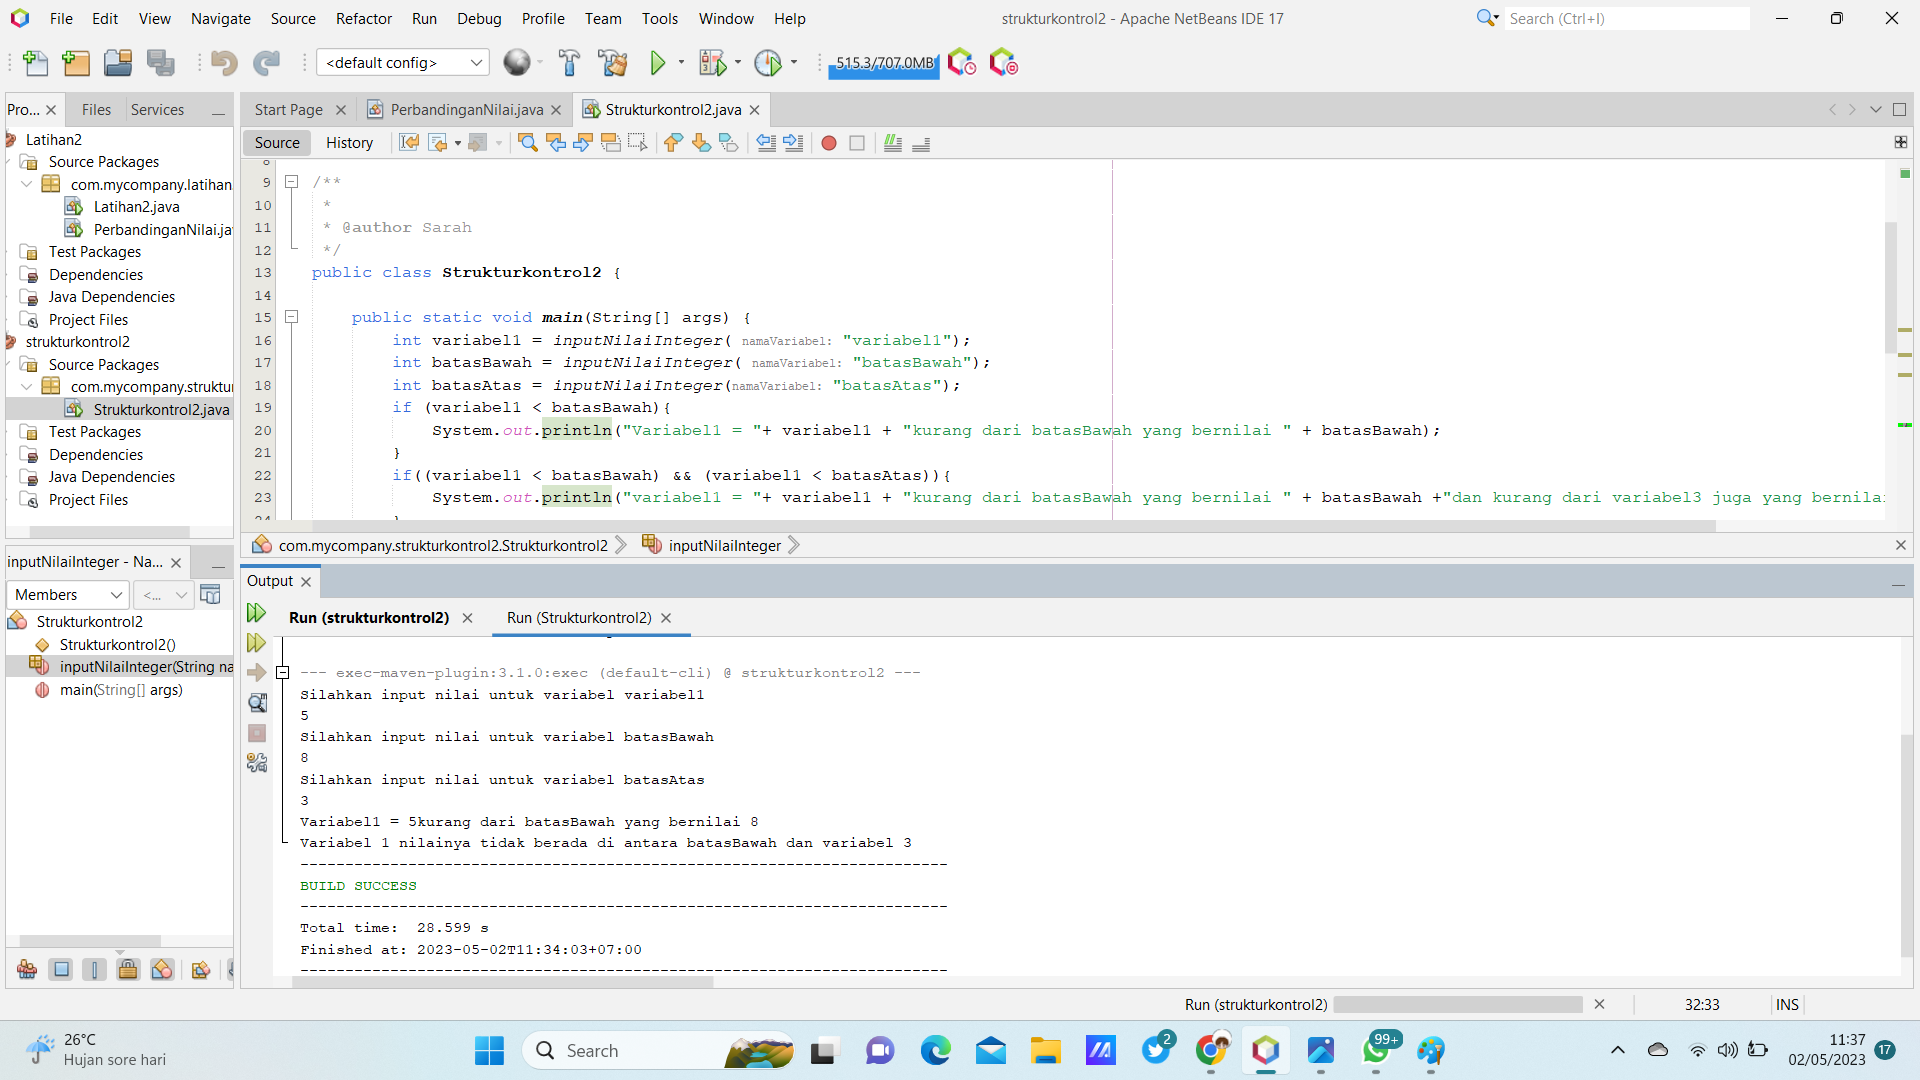 File Edit View Navigate Source Refactor Run Debug Profile Team Tools Window Help
strukturkontrol2 - Apache NetBeans IDE 17
Search (Ctrl+I)
<default config>
515.3/707.0MB
Pro... Files Services
Start Page PerbandinganNilai.java Strukturkontrol2.java
Source History
Latihan2
Source Packages
com.mycompany.latihan
Latihan2.java
PerbandinganNilai.ja
Test Packages
Dependencies
Java Dependencies
Project Files
strukturkontrol2
Source Packages
com.mycompany.struktur
Strukturkontrol2.java
Test Packages
Dependencies
Java Dependencies
Project Files
8
9 /**
10 *
11 * @author Sarah
12 */
13 public class Strukturkontrol2 {
14
15 public static void main(String[] args) {
16 int variabel1 = inputNilaiInteger( namaVariabel: "variabel1");
17 int batasBawah = inputNilaiInteger( namaVariabel: "batasBawah");
18 int batasAtas = inputNilaiInteger(namaVariabel: "batasAtas");
19 if (variabel1 < batasBawah){
20 System.out.println("Variabel1 = "+ variabel1 + "kurang dari batasBawah yang bernilai " + batasBawah);
21 }
22 if((variabel1 < batasBawah) && (variabel1 < batasAtas)){
23 System.out.println("variabel1 = "+ variabel1 + "kurang dari batasBawah yang bernilai " + batasBawah +"dan kurang dari variabel3 juga yang bernilai
com.mycompany.strukturkontrol2.Strukturkontrol2 inputNilaiInteger
inputNilaiInteger - Na...
Members <...
Strukturkontrol2
Strukturkontrol2()
inputNilaiInteger(String na
main(String[] args)
Output
Run (strukturkontrol2) Run (Strukturkontrol2)
--- exec-maven-plugin:3.1.0:exec (default-cli) @ strukturkontrol2 ---
Silahkan input nilai untuk variabel variabel1
5
Silahkan input nilai untuk variabel batasBawah
8
Silahkan input nilai untuk variabel batasAtas
3
Variabel1 = 5kurang dari batasBawah yang bernilai 8
Variabel 1 nilainya tidak berada di antara batasBawah dan variabel 3
------------------------------------------------------------------------
BUILD SUCCESS
------------------------------------------------------------------------
Total time:  28.599 s
Finished at: 2023-05-02T11:34:03+07:00
------------------------------------------------------------------------
Run (strukturkontrol2) 32:33 INS
26°C
Hujan sore hari
Search
2
99+
11:37
02/05/2023
17